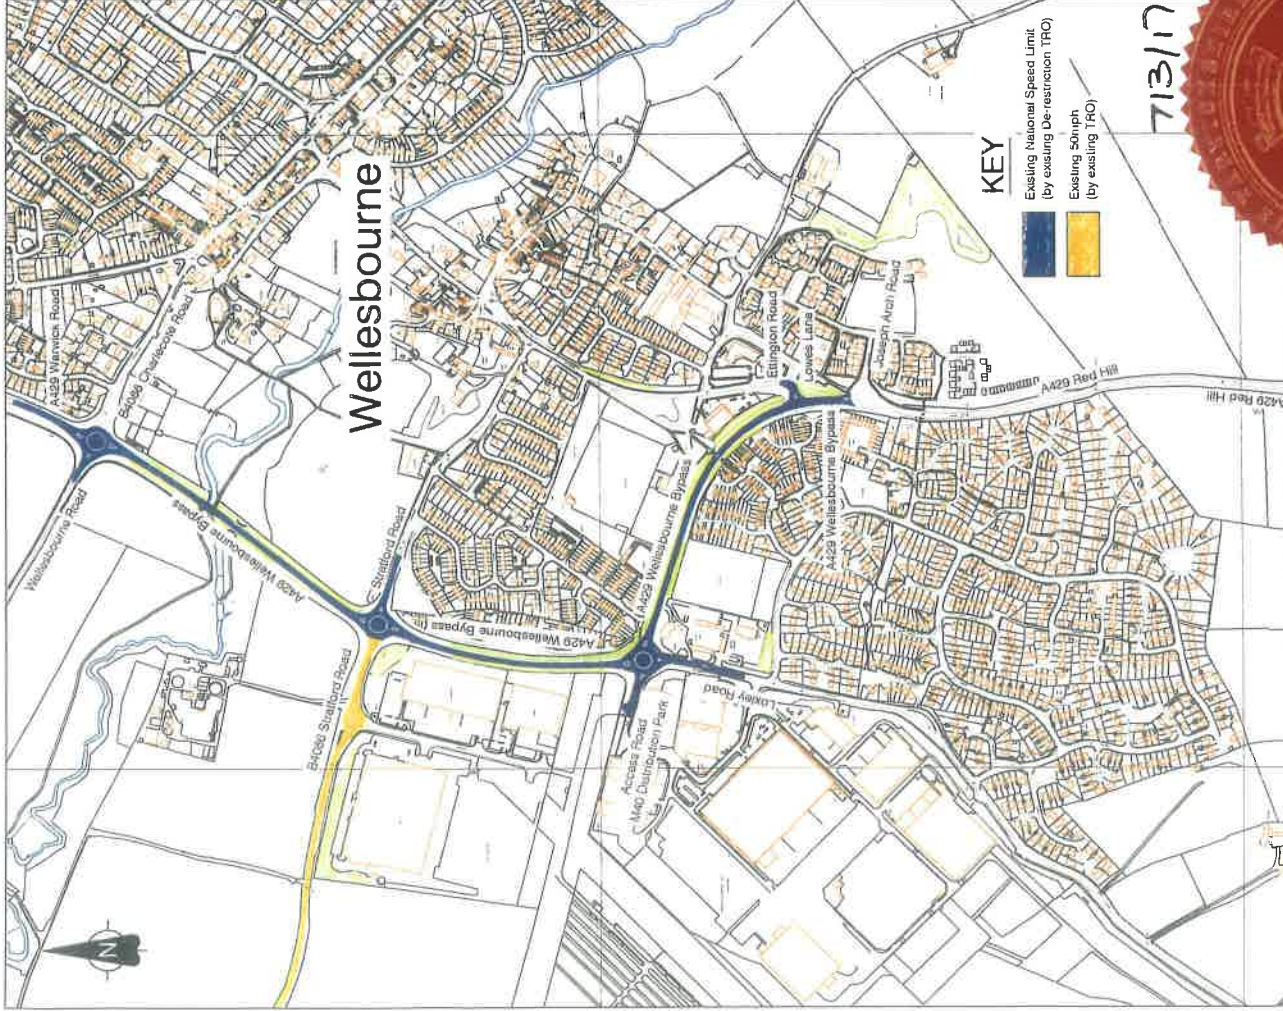 A429 Warwick Road
B4086 Charlecote Road
Wellesbourne
Wellesbourne Road
A429 Wellesbourne Bypass
Stratford Road
A429 Wellesbourne Bypass
B4086 Stratford Road
A429 Wellesbourne Bypass
Ettington Road
Lowes Lane
Joseph Arch Road
A429 Wellesbourne Bypass
A429 Red Hill
A429 Red Hill
Loxley Road
Access Road
M40 Distribution Park
N
KEY
Existing National Speed Limit
(by existing De-restriction TRO)
Existing 50mph
(by existing TRO)
713/17